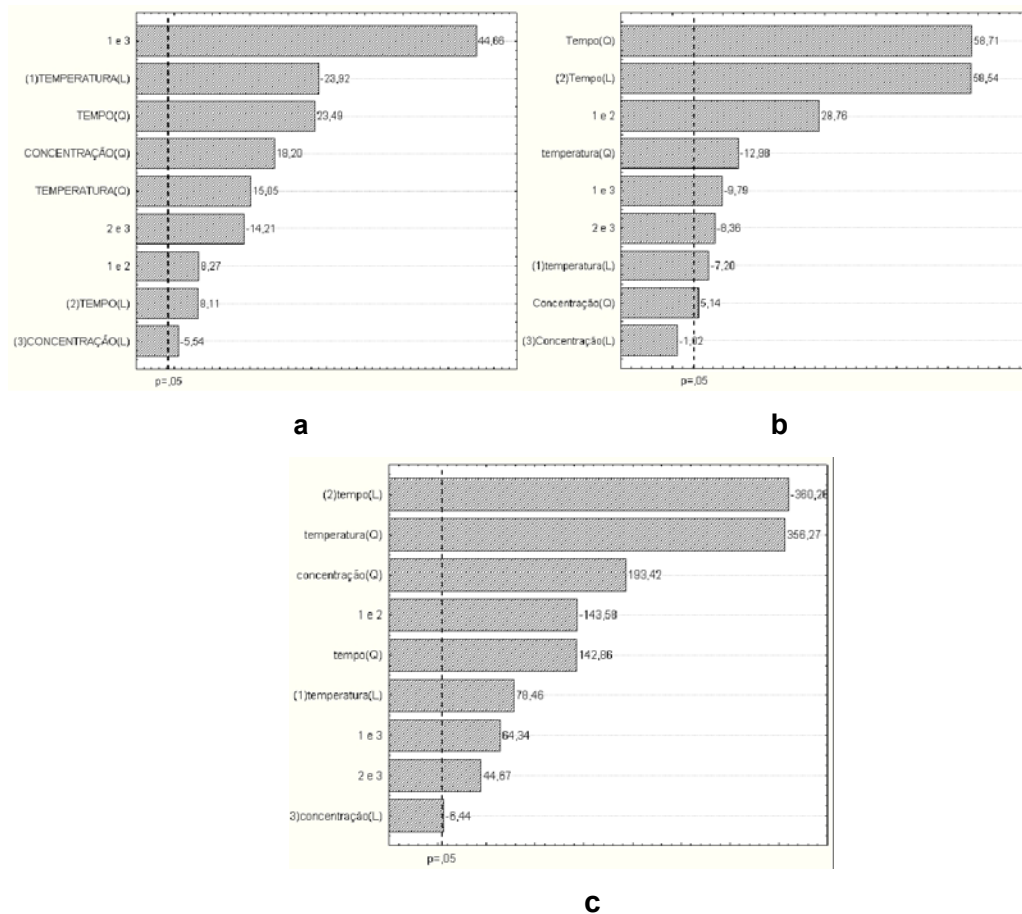 1 e 3
44,66
(1)TEMPERATURA(L)
-23,92
TEMPO(Q)
23,49
CONCENTRAÇÃO(Q)
18,20
TEMPERATURA(Q)
15,05
2 e 3
-14,21
1 e 2
8,27
(2)TEMPO(L)
8,11
(3)CONCENTRAÇÃO(L)
-5,54
p=,05
a
Tempo(Q)
58,71
(2)Tempo(L)
58,54
1 e 2
28,76
temperatura(Q)
-12,98
1 e 3
-9,79
2 e 3
-8,36
(1)temperatura(L)
-7,20
Concentração(Q)
5,14
(3)Concentração(L)
p=,05
b
(2)tempo(L)
-360,26
temperatura(Q)
356,27
concentração(Q)
193,42
1 e 2
-143,58
tempo(Q)
142,86
(1)temperatura(L)
78,46
1 e 3
64,34
2 e 3
44,67
3)concentração(L)
p=,05
c